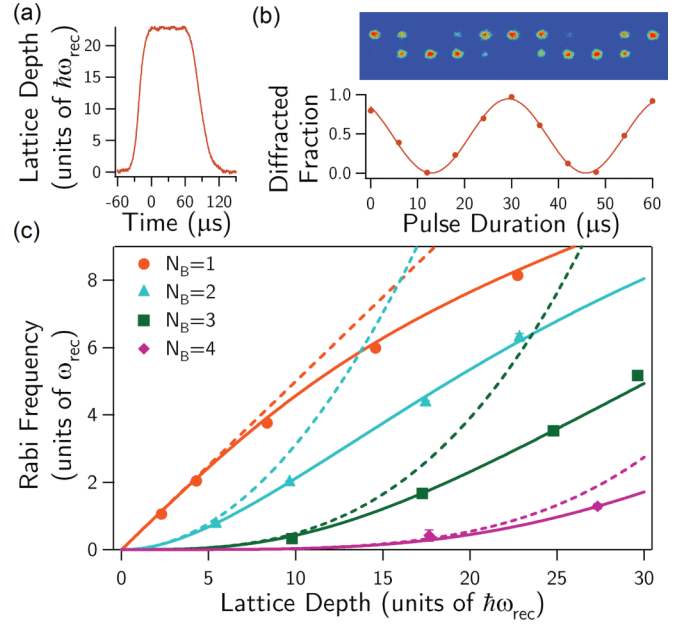 (a)
Lattice Depth
(units of ħω_rec)
20
15
10
5
0
-60
0
60
120
Time (μs)
(b)
Diffracted
Fraction
1.0
0.5
0.0
0
20
40
60
Pulse Duration (μs)
(c)
N_B=1
N_B=2
N_B=3
N_B=4
Rabi Frequency
(units of ω_rec)
8
6
4
2
0
0
5
10
15
20
25
30
Lattice Depth (units of ħω_rec)